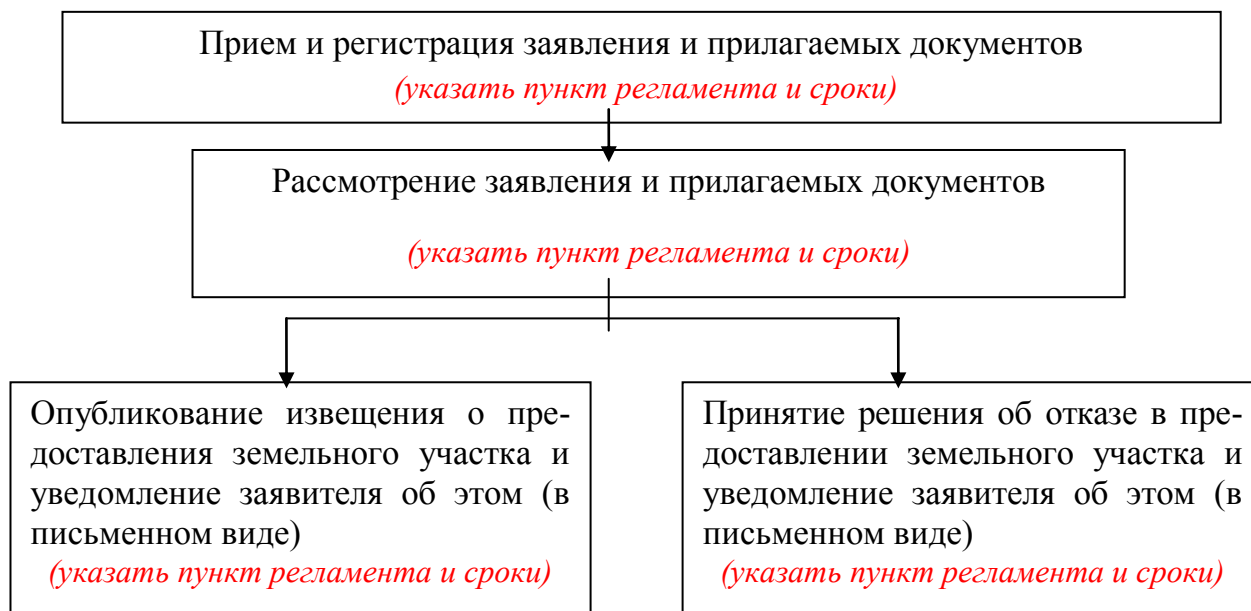 Прием и регистрация заявления и прилагаемых документов
(указать пункт регламента и сроки)
Рассмотрение заявления и прилагаемых документов
(указать пункт регламента и сроки)
Опубликование извещения о пре-
доставления земельного участка и
уведомление заявителя об этом (в
письменном виде)
(указать пункт регламента и сроки)
Принятие решения об отказе в пре-
доставлении земельного участка и
уведомление заявителя об этом (в
письменном виде)
(указать пункт регламента и сроки)